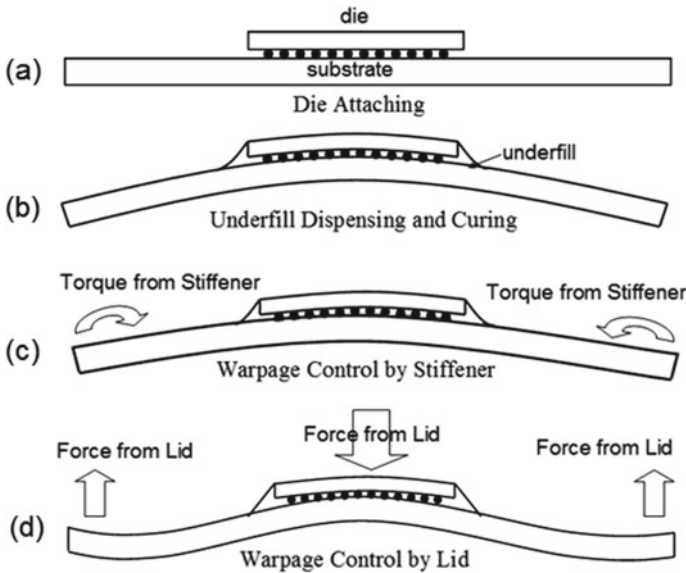 die
(a)
substrate
Die Attaching
underfill
(b)
Underfill Dispensing and Curing
Torque from Stiffener
Torque from Stiffener
(c)
Warpage Control by Stiffener
Force from Lid
Force from Lid
Force from Lid
(d)
Warpage Control by Lid